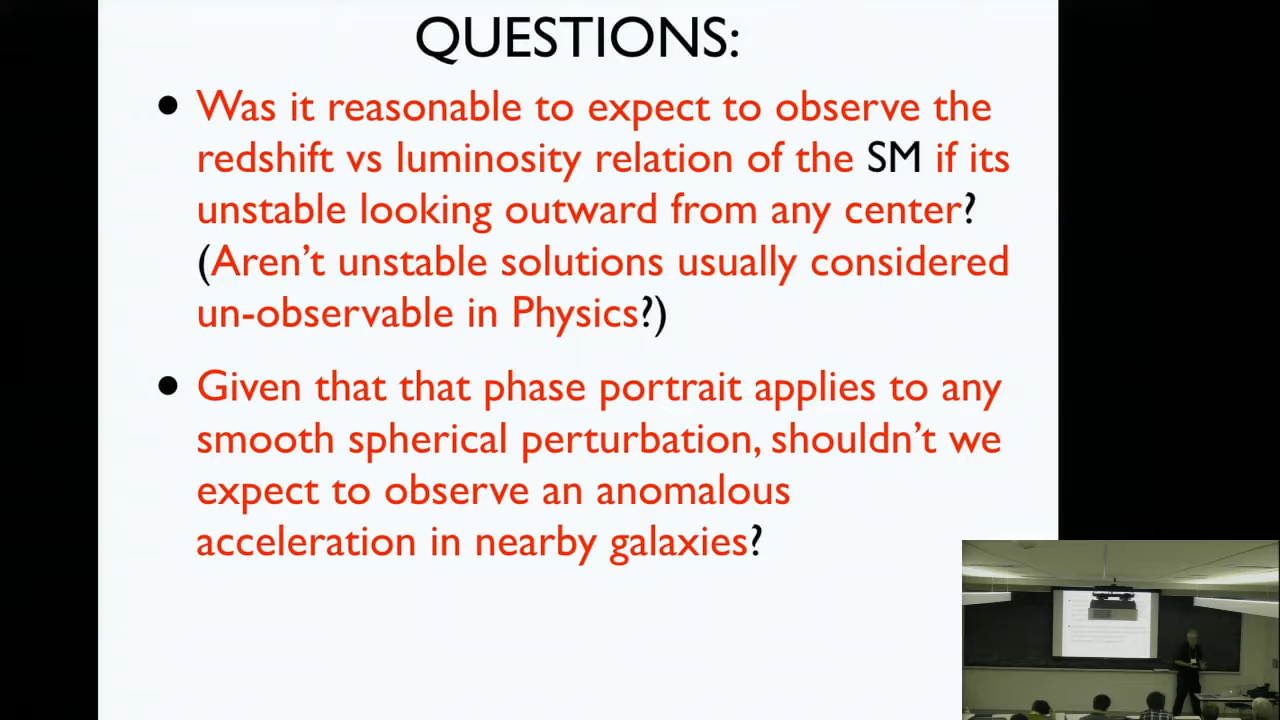 QUESTIONS:
• Was it reasonable to expect to observe the
redshift vs luminosity relation of the SM if its
unstable looking outward from any center?
(Aren't unstable solutions usually considered
un-observable in Physics?)
• Given that that phase portrait applies to any
smooth spherical perturbation, shouldn't we
expect to observe an anomalous
acceleration in nearby galaxies?